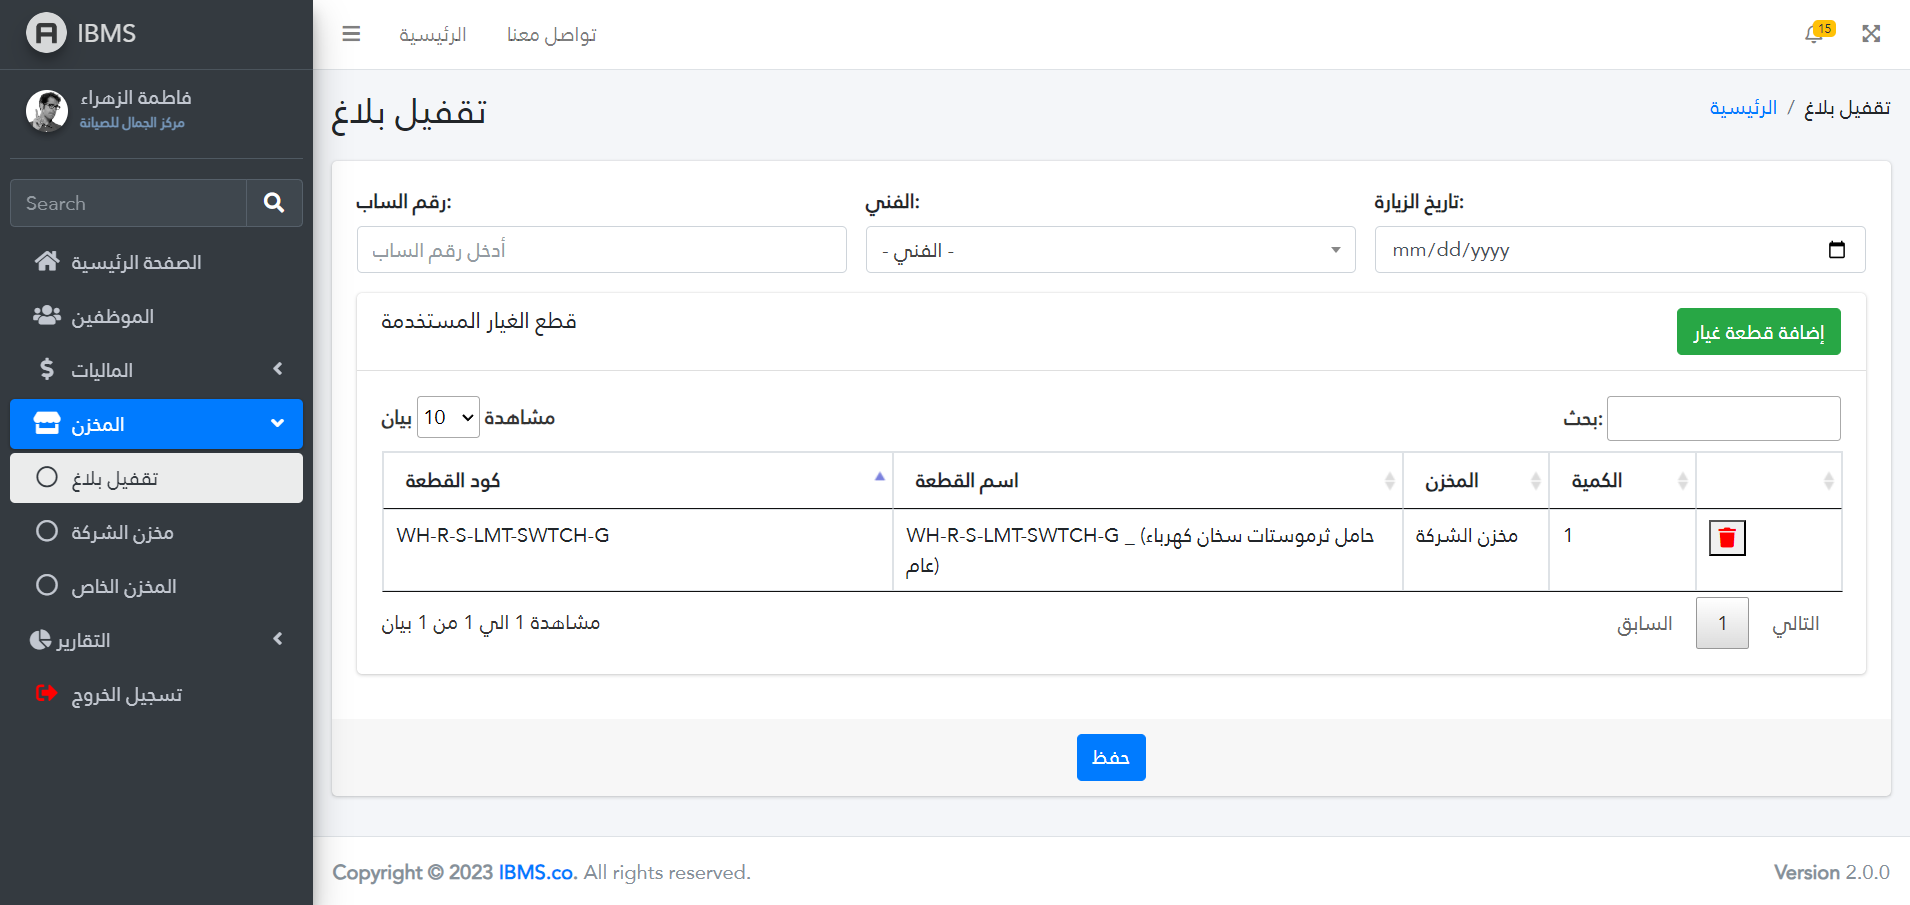 IBMS
فاطمة الزهراء
مركز الجمال للصيانة
Search
الصفحة الرئيسية
الموظفين
الماليات
المخزن
تقفيل بلاغ
مخزن الشركة
المخزن الخاص
التقارير
تسجيل الخروج
الرئيسية
تواصل معنا
15
تقفيل بلاغ
الرئيسية / تقفيل بلاغ
رقم الساب:
أدخل رقم الساب
الفني:
- الفني -
تاريخ الزيارة:
mm/dd/yyyy
قطع الغيار المستخدمة
إضافة قطعة غيار
مشاهدة 10 بيان
بحث:
كود القطعة
اسم القطعة
المخزن
الكمية
WH-R-S-LMT-SWTCH-G
WH-R-S-LMT-SWTCH-G _ (حامل ثرموستات سخان كهرباء
عام)
مخزن الشركة
1
مشاهدة 1 الي 1 من 1 بيان
السابق
1
التالي
حفظ
Copyright © 2023 IBMS.co. All rights reserved.
Version 2.0.0